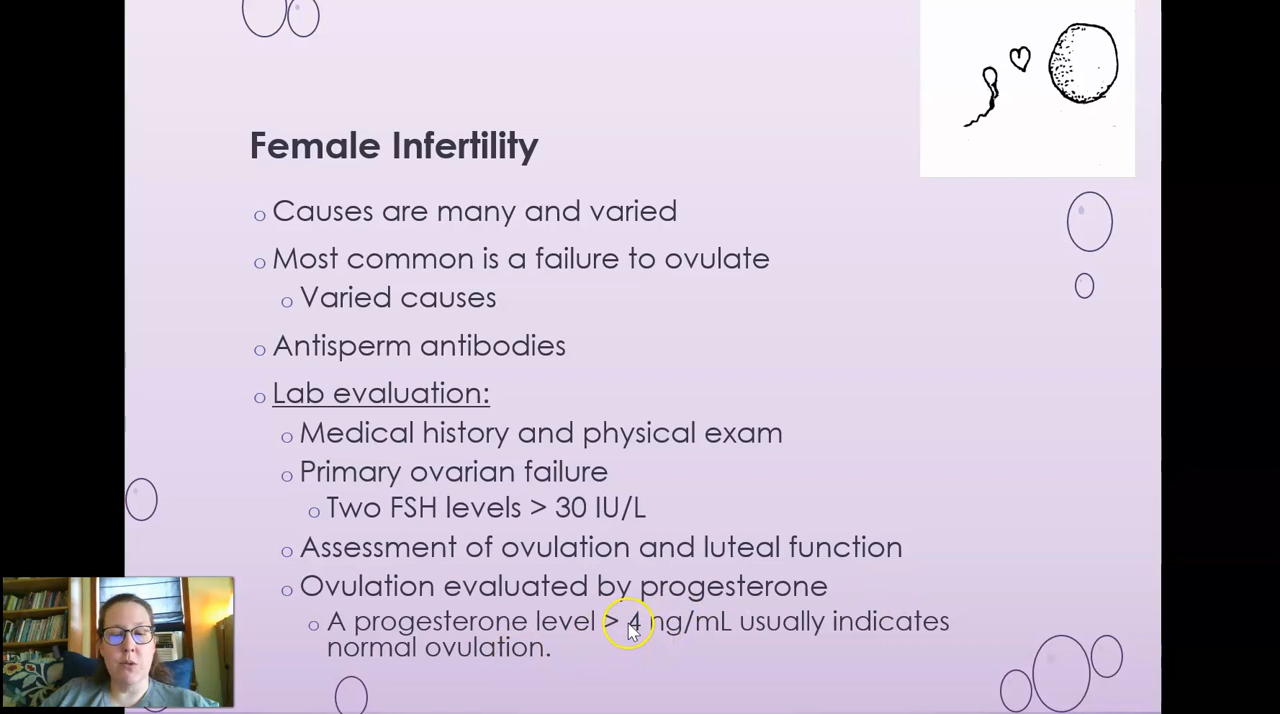 Female Infertility
Causes are many and varied
Most common is a failure to ovulate
Varied causes
Antisperm antibodies
Lab evaluation:
Medical history and physical exam
Primary ovarian failure
Two FSH levels > 30 IU/L
Assessment of ovulation and luteal function
Ovulation evaluated by progesterone
A progesterone level > 4 ng/mL usually indicates
normal ovulation.